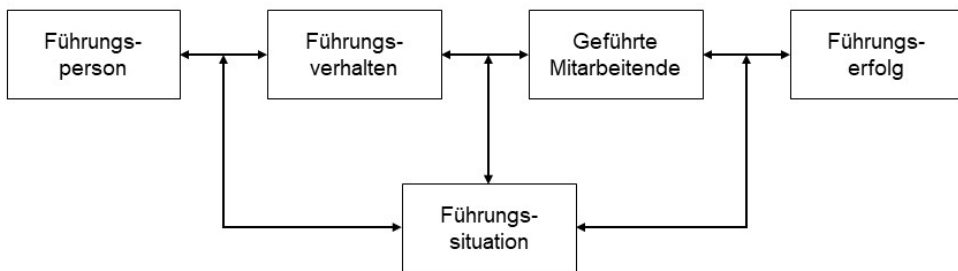 Führungs-
person
Führungs-
verhalten
Geführte
Mitarbeitende
Führungs-
erfolg
Führungs-
situation